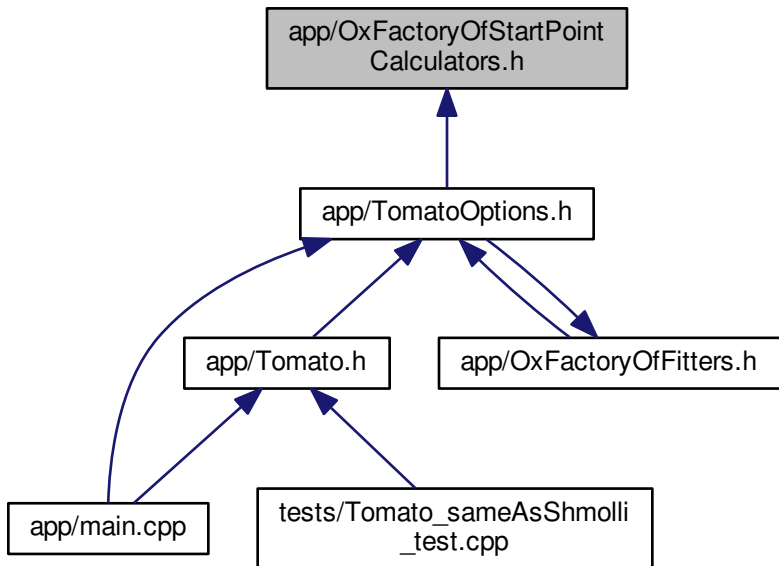 app/OxFactoryOfStartPoint
Calculators.h
app/TomatoOptions.h
app/Tomato.h
app/OxFactoryOfFitters.h
app/main.cpp
tests/Tomato_sameAsShmolli
_test.cpp